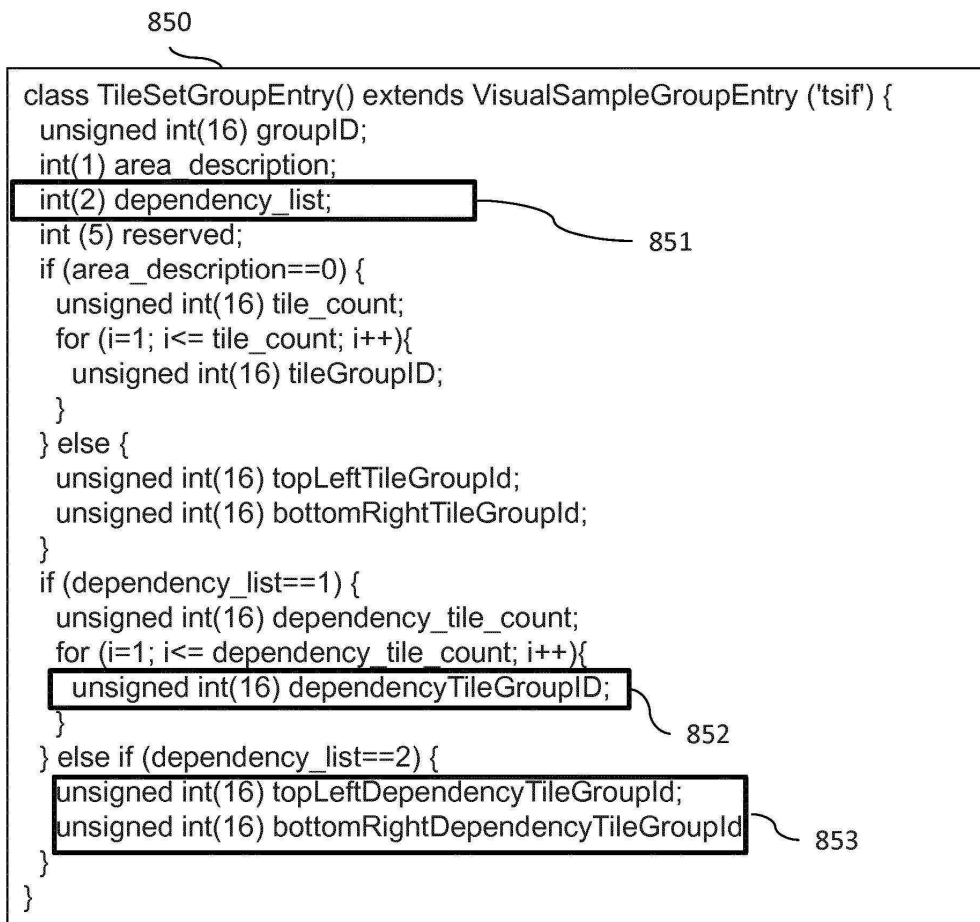 850
class TileSetGroupEntry() extends VisualSampleGroupEntry ('tsif') {
unsigned int(16) groupID;
int(1) area_description;
int(2) dependency_list;
851
int (5) reserved;
if (area_description==0) {
unsigned int(16) tile_count;
for (i=1; i<= tile_count; i++){
unsigned int(16) tileGroupID;
}
} else {
unsigned int(16) topLeftTileGroupId;
unsigned int(16) bottomRightTileGroupId;
}
if (dependency_list==1) {
unsigned int(16) dependency_tile_count;
for (i=1; i<= dependency_tile_count; i++){
unsigned int(16) dependencyTileGroupID;
852
}
} else if (dependency_list==2) {
unsigned int(16) topLeftDependencyTileGroupId;
unsigned int(16) bottomRightDependencyTileGroupId
853
}
}